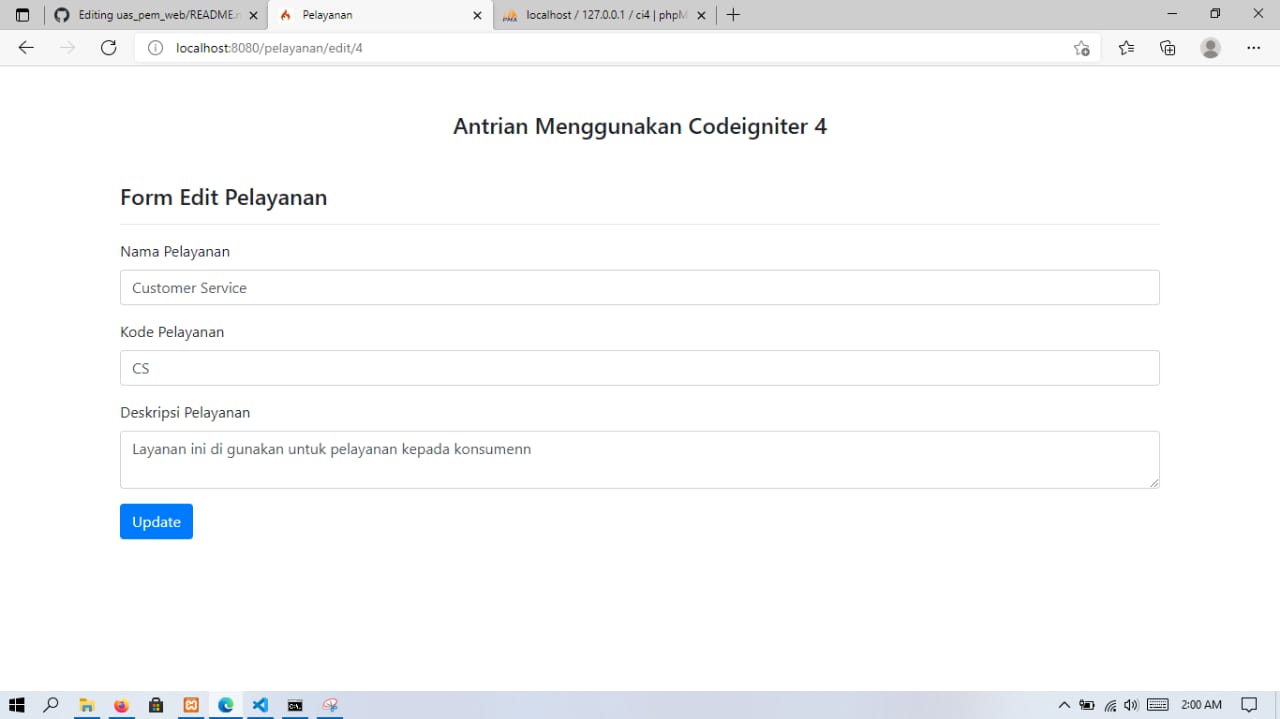 Editing uas_pem_web/README.m
Pelayanan
localhost / 127.0.0.1 / ci4 | phpM
localhost:8080/pelayanan/edit/4
Antrian Menggunakan Codeigniter 4
Form Edit Pelayanan
Nama Pelayanan
Customer Service
Kode Pelayanan
CS
Deskripsi Pelayanan
Layanan ini di gunakan untuk pelayanan kepada konsumenn
Update
2:00 AM